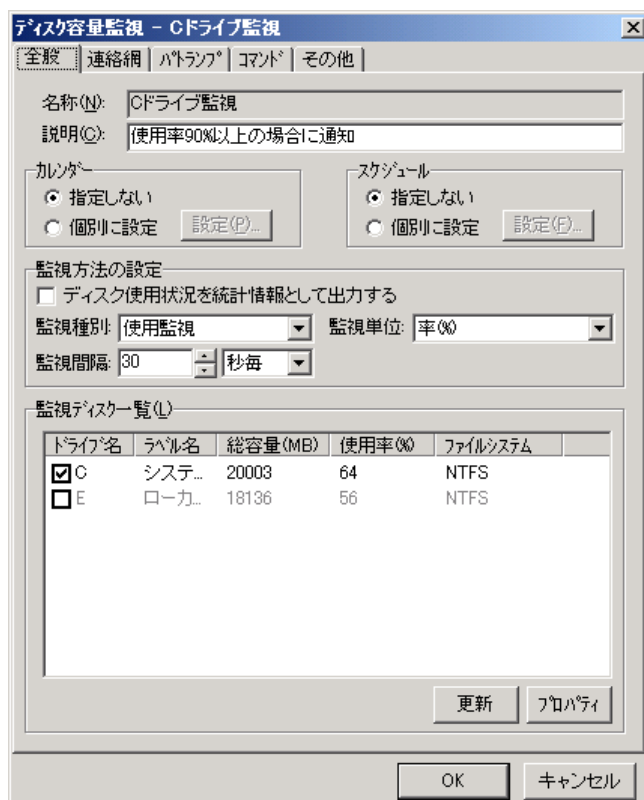 ディスク容量監視 - Cドライブ監視
全般 連絡網 パトランプ コマンド その他
名称(N): Cドライブ監視
説明(C): 使用率90%以上の場合に通知
カレンダー スケジュール
指定しない 指定しない
個別に設定 設定(P)... 個別に設定 設定(F)...
監視方法の設定
ディスク使用状況を統計情報として出力する
監視種別: 使用監視 監視単位: 率(%)
監視間隔: 30 秒毎
監視ディスク一覧(L)
ドライブ名 ラベル名 総容量(MB) 使用率(%) ファイルシステム
C システ... 20003 64 NTFS
E ローカ... 18136 56 NTFS
更新 プロパティ
OK キャンセル